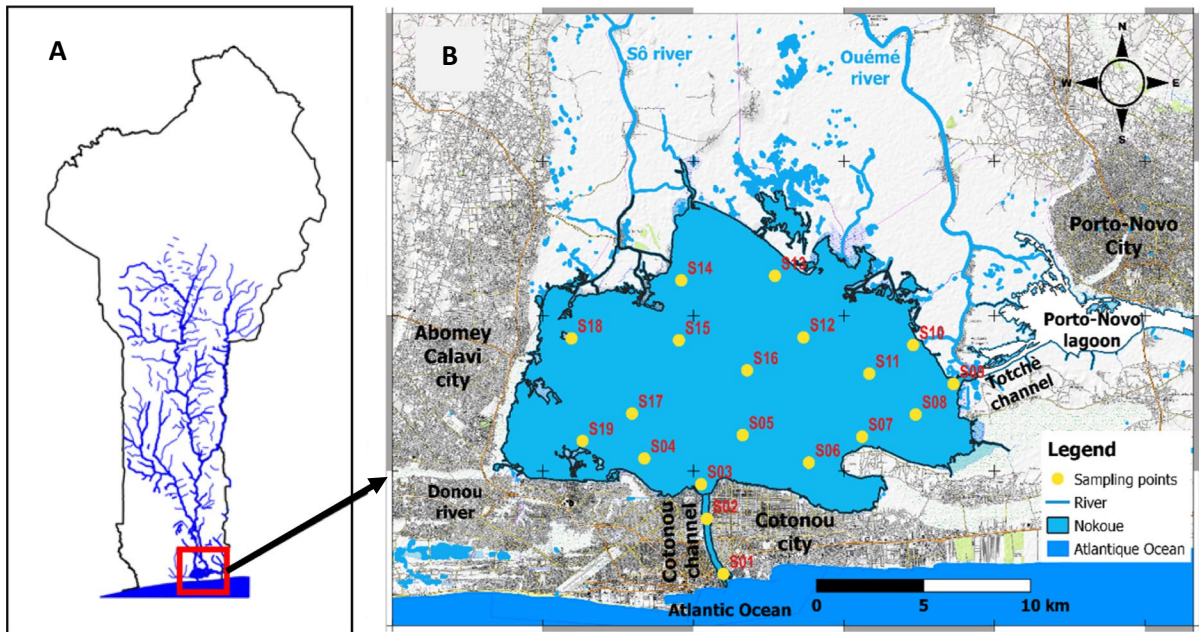 A
B
Sô river
Ouémé
river
N
W
E
S
Porto-Novo
City
S14
S13
S18
S15
S12
S10
Abomey
Calavi
city
S16
S11
S09
Porto-Novo
lagoon
Totchè
channel
S17
S08
S19
S04
S05
S07
S06
S03
Donou
river
S02
Cotonou
channel
Cotonou
city
S01
Atlantic Ocean
Legend
Sampling points
River
Nokoue
Atlantique Ocean
0
5
10 km